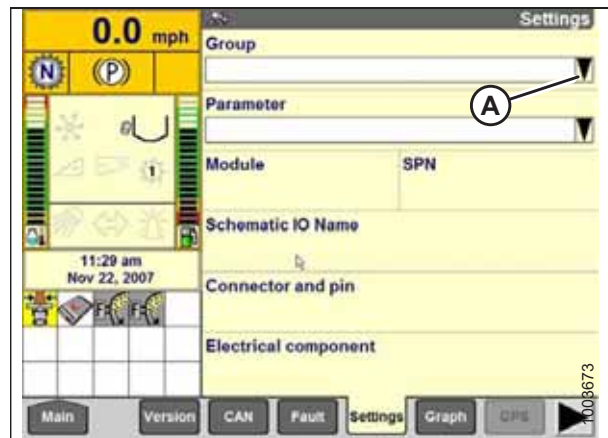 0.0 mph
Settings
Group
N
(P)
A
Parameter
1
Module
SPN
Schematic IO Name
11:29 am
Nov 22, 2007
Connector and pin
Electrical component
Main
Version
CAN
Fault
Settings
Graph
GPS
1003673